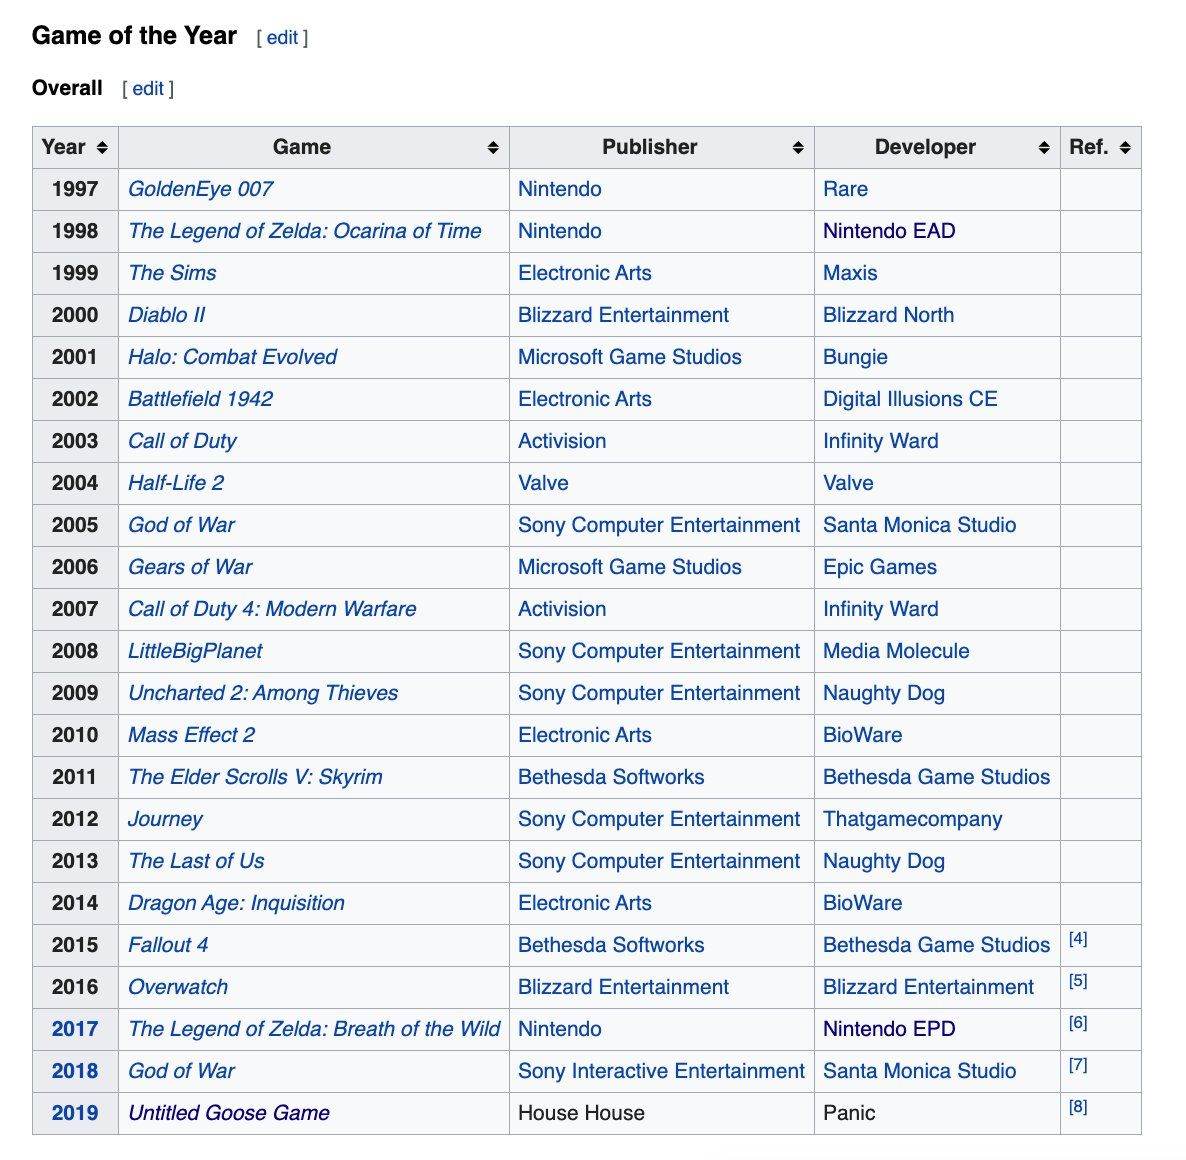 Game of the Year [ edit ]
Overall [ edit ]
Year Game Publisher Developer Ref.
1997 GoldenEye 007 Nintendo Rare
1998 The Legend of Zelda: Ocarina of Time Nintendo Nintendo EAD
1999 The Sims Electronic Arts Maxis
2000 Diablo II Blizzard Entertainment Blizzard North
2001 Halo: Combat Evolved Microsoft Game Studios Bungie
2002 Battlefield 1942 Electronic Arts Digital Illusions CE
2003 Call of Duty Activision Infinity Ward
2004 Half-Life 2 Valve Valve
2005 God of War Sony Computer Entertainment Santa Monica Studio
2006 Gears of War Microsoft Game Studios Epic Games
2007 Call of Duty 4: Modern Warfare Activision Infinity Ward
2008 LittleBigPlanet Sony Computer Entertainment Media Molecule
2009 Uncharted 2: Among Thieves Sony Computer Entertainment Naughty Dog
2010 Mass Effect 2 Electronic Arts BioWare
2011 The Elder Scrolls V: Skyrim Bethesda Softworks Bethesda Game Studios
2012 Journey Sony Computer Entertainment Thatgamecompany
2013 The Last of Us Sony Computer Entertainment Naughty Dog
2014 Dragon Age: Inquisition Electronic Arts BioWare
2015 Fallout 4 Bethesda Softworks Bethesda Game Studios [4]
2016 Overwatch Blizzard Entertainment Blizzard Entertainment [5]
2017 The Legend of Zelda: Breath of the Wild Nintendo Nintendo EPD [6]
2018 God of War Sony Interactive Entertainment Santa Monica Studio [7]
2019 Untitled Goose Game House House Panic [8]